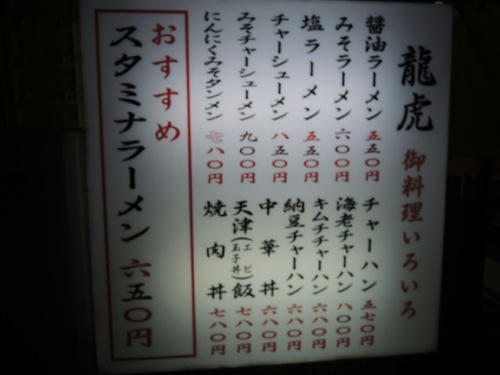 龍虎 御料理いろいろ
醤油ラーメン 五五〇円
みそラーメン 六〇〇円
塩ラーメン 五五〇円
チャーシューメン 八五〇円
みそチャーシューメン 九〇〇円
にんにくみそタンメン 七八〇円
チャーハン 五七〇円
海老チャーハン 八〇〇円
キムチチャーハン 六八〇円
納豆チャーハン 六八〇円
中華丼 六八〇円
天津飯(エビ玉子丼) 七八〇円
焼肉丼 七八〇円
おすすめ
スタミナラーメン 六五〇円